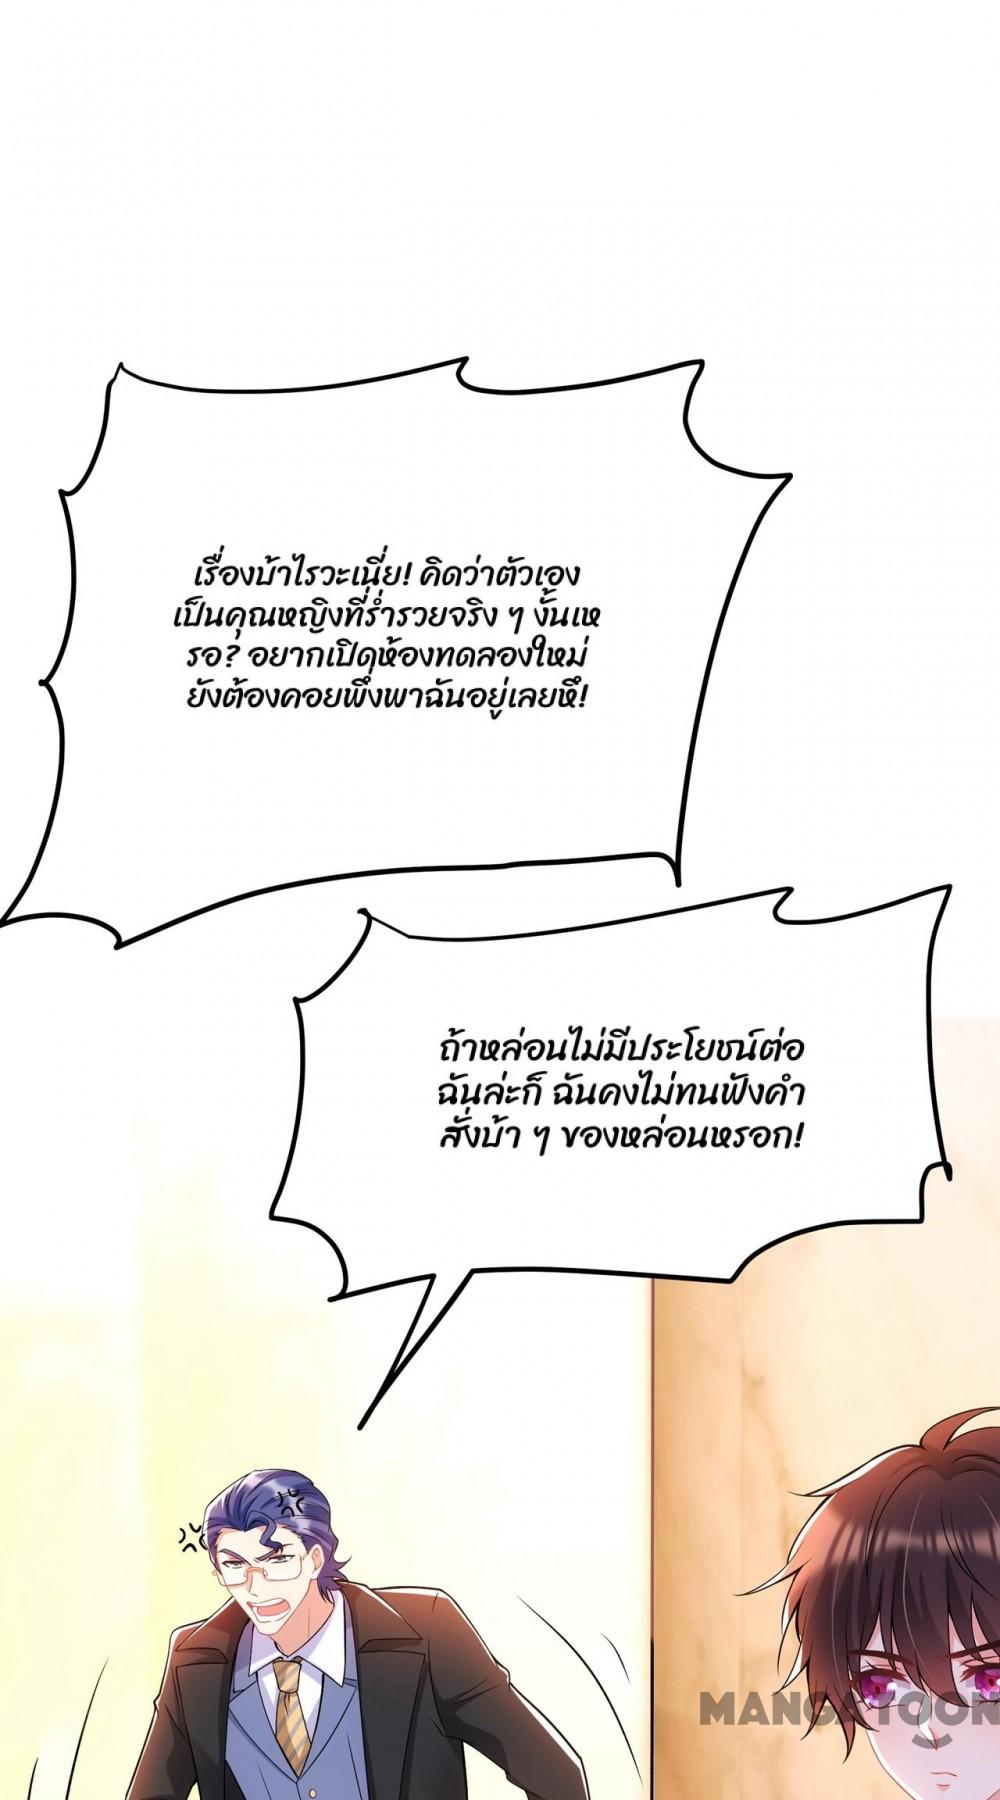 เรื่องบ้าไรวะเนี่ย! คิดว่าตัวเอง
เป็นคุณหญิงที่ร่ำรวยจริง ๆ งั้นเห
รอ? อยากเปิดห้องทดลองใหม่
ยังต้องคอยพึ่งพาฉันอยู่เลยหึ!
ถ้าหล่อนไม่มีประโยชน์ต่อ
ฉันล่ะก็ ฉันคงไม่ทนฟังคำ
สั่งบ้า ๆ ของหล่อนหรอก!
MANGATOON